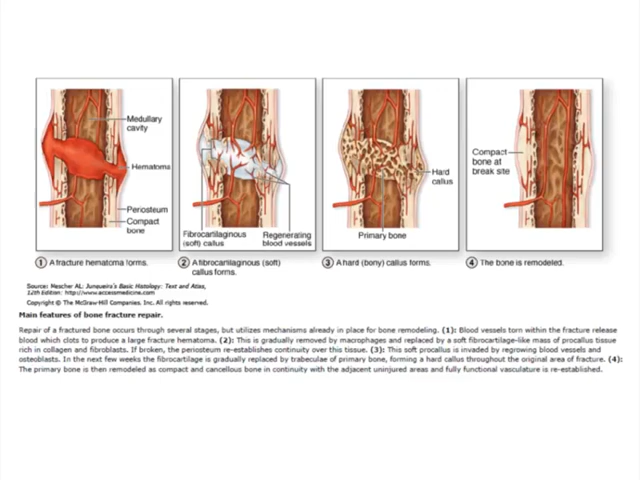 Medullary
cavity
Hematoma
Periosteum
Compact
bone
Fibrocartilaginous
(soft) callus
Regenerating
blood vessels
Hard
callus
Primary bone
Compact
bone at
break site
1 A fracture hematoma forms.
2 A fibrocartilaginous (soft)
callus forms.
3 A hard (bony) callus forms.
4 The bone is remodeled.
Source: Mescher AL: Junqueira's Basic Histology: Text and Atlas,
12th Edition: http://www.accessmedicine.com
Copyright © The McGraw-Hill Companies, Inc. All rights reserved.
Main features of bone fracture repair.
Repair of a fractured bone occurs through several stages, but utilizes mechanisms already in place for bone remodeling. (1): Blood vessels torn within the fracture release
blood which clots to produce a large fracture hematoma. (2): This is gradually removed by macrophages and replaced by a soft fibrocartilage-like mass of procallus tissue
rich in collagen and fibroblasts. If broken, the periosteum re-establishes continuity over this tissue. (3): This soft procallus is invaded by regrowing blood vessels and
osteoblasts. In the next few weeks the fibrocartilage is gradually replaced by trabeculae of primary bone, forming a hard callus throughout the original area of fracture. (4):
The primary bone is then remodeled as compact and cancellous bone in continuity with the adjacent uninjured areas and fully functional vasculature is re-established.